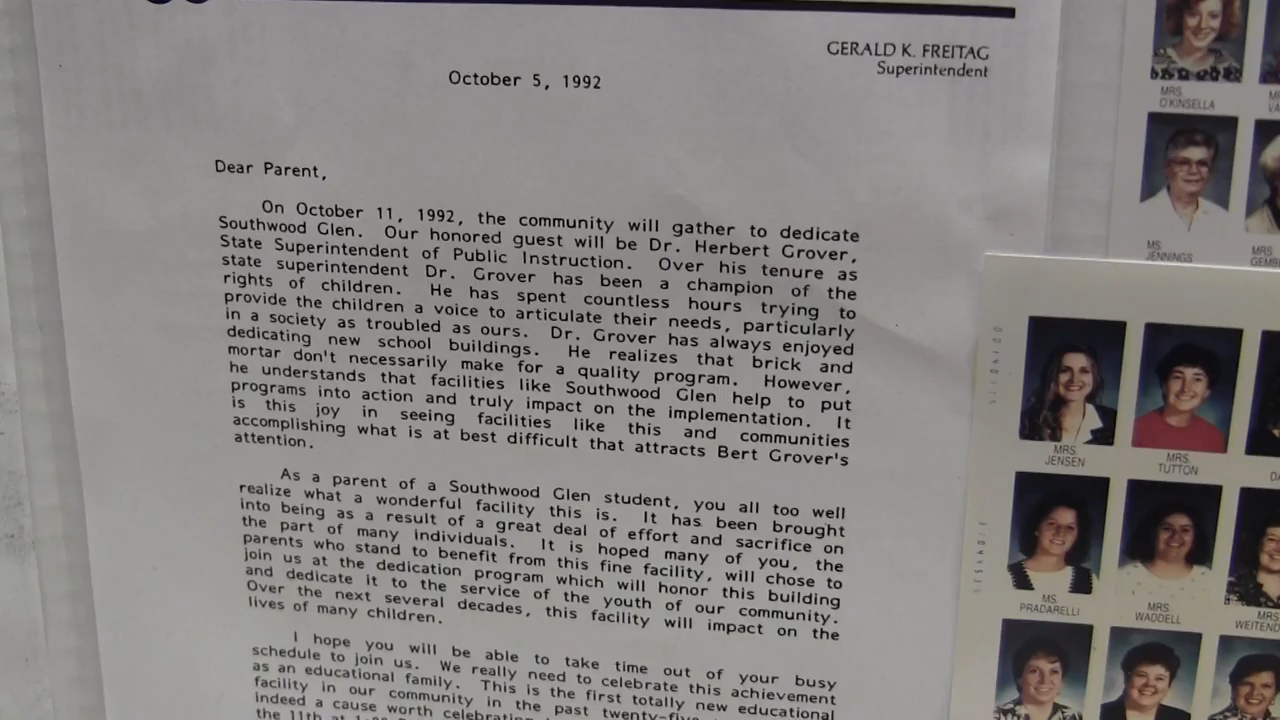 GERALD K. FREITAG
Superintendent
October 5, 1992
Dear Parent,
On October 11, 1992, the community will gather to dedicate
Southwood Glen. Our honored guest will be Dr. Herbert Grover,
State Superintendent of Public Instruction. Over his tenure as
state superintendent Dr. Grover has been a champion of the
rights of children. He has spent countless hours trying to
provide the children a voice to articulate their needs, particularly
in a society as troubled as ours. Dr. Grover has always enjoyed
dedicating new school buildings. He realizes that brick and
mortar don't necessarily make for a quality program. However,
he understands that facilities like Southwood Glen help to put
programs into action and truly impact on the implementation. It
is this joy in seeing facilities like this and communities
accomplishing what is at best difficult that attracts Bert Grover's
attention.
As a parent of a Southwood Glen student, you all too well
realize what a wonderful facility this is. It has been brought
into being as a result of a great deal of effort and sacrifice on
the part of many individuals. It is hoped many of you, the
parents who stand to benefit from this fine facility, will chose to
join us at the dedication program which will honor this building
and dedicate it to the service of the youth of our community.
Over the next several decades, this facility will impact on the
lives of many children.
I hope you will be able to take time out of your busy
schedule to join us. We really need to celebrate this achievement
as an educational family. This is the first totally new educational
facility in our community in the past twenty-five
indeed a cause worth
the 11th at
MRS.
O'KINSELLA
MS.
JENNINGS
MRS.
MRS.
JENSEN
MRS.
TUTTON
MS.
PRADARELLI
MRS.
WADDELL
MRS.